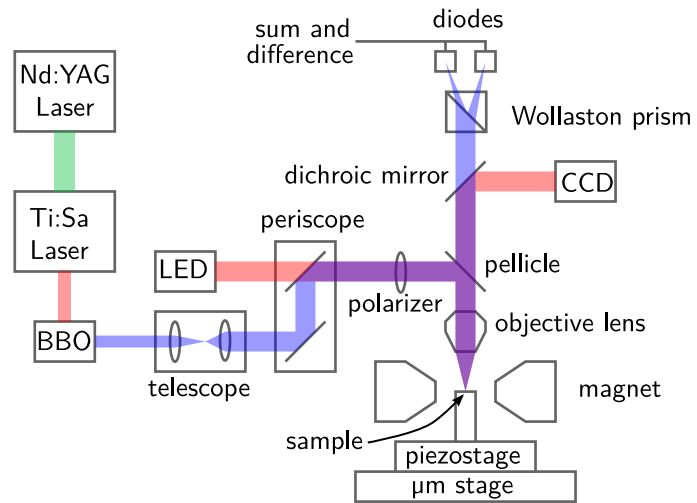 sum and
difference
diodes
Nd:YAG
Laser
Wollaston prism
dichroic mirror
CCD
Ti:Sa
Laser
periscope
LED
pellicle
polarizer
BBO
objective lens
telescope
magnet
sample
piezostage
µm stage